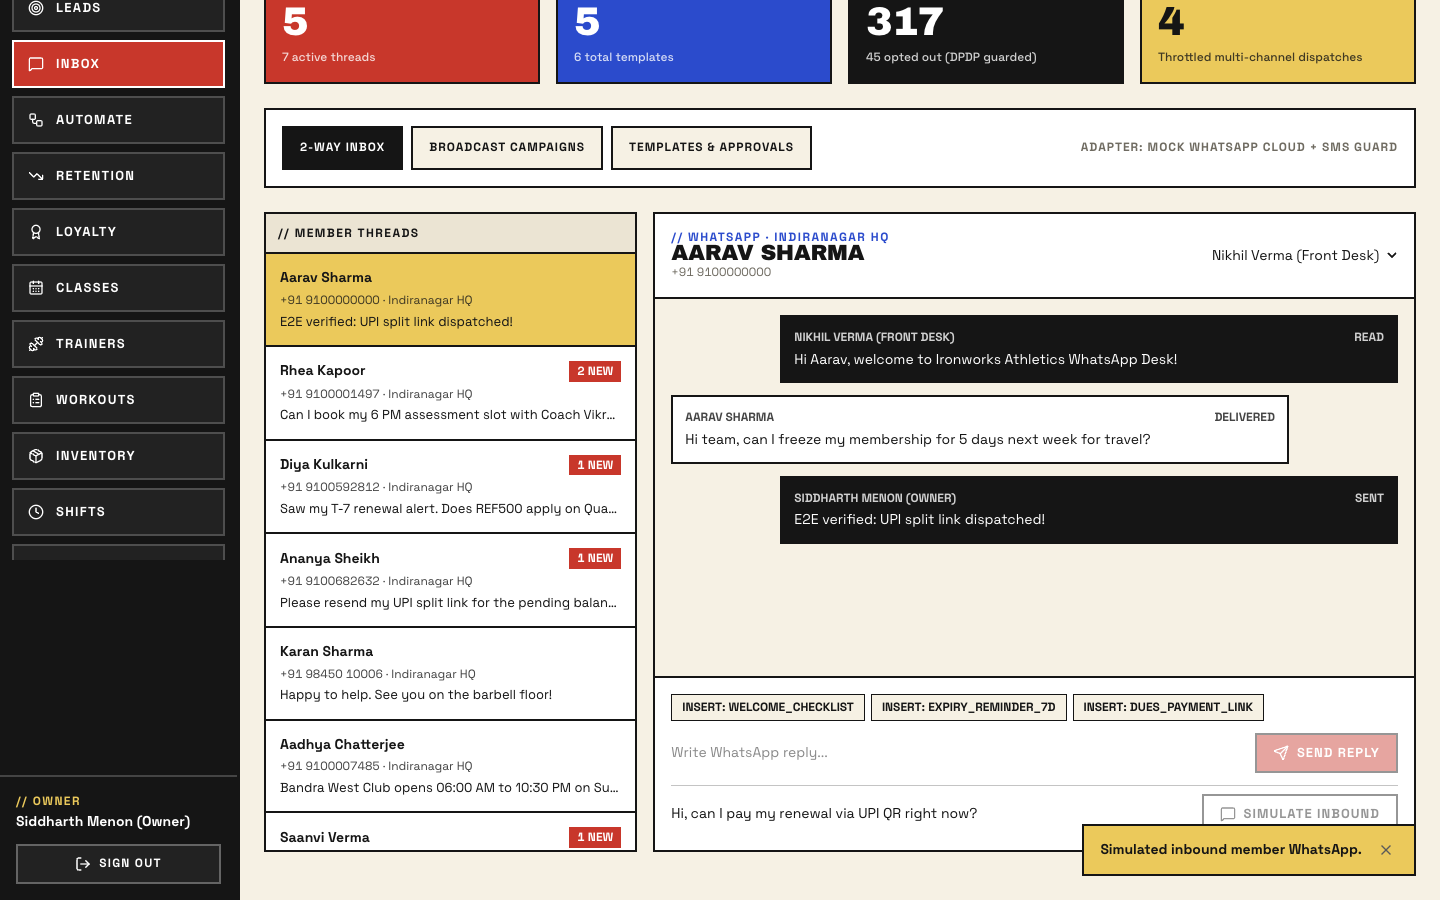 LEADS
INBOX
AUTOMATE
RETENTION
LOYALTY
CLASSES
TRAINERS
WORKOUTS
INVENTORY
SHIFTS
// OWNER
Siddharth Menon (Owner)
SIGN OUT
5
7 active threads
5
6 total templates
317
45 opted out (DPDP guarded)
4
Throttled multi-channel dispatches
2-WAY INBOX
BROADCAST CAMPAIGNS
TEMPLATES & APPROVALS
ADAPTER: MOCK WHATSAPP CLOUD + SMS GUARD
// MEMBER THREADS
Aarav Sharma
+91 9100000000 · Indiranagar HQ
E2E verified: UPI split link dispatched!
Rhea Kapoor
2 NEW
+91 9100001497 · Indiranagar HQ
Can I book my 6 PM assessment slot with Coach Vikr...
Diya Kulkarni
1 NEW
+91 9100592812 · Indiranagar HQ
Saw my T-7 renewal alert. Does REF500 apply on Qua...
Ananya Sheikh
1 NEW
+91 9100682632 · Indiranagar HQ
Please resend my UPI split link for the pending balan...
Karan Sharma
+91 98450 10006 · Indiranagar HQ
Happy to help. See you on the barbell floor!
Aadhya Chatterjee
+91 9100007485 · Indiranagar HQ
Bandra West Club opens 06:00 AM to 10:30 PM on Su...
Saanvi Verma
1 NEW
// WHATSAPP · INDIRANAGAR HQ
AARAV SHARMA
+91 9100000000
Nikhil Verma (Front Desk)
NIKHIL VERMA (FRONT DESK)
READ
Hi Aarav, welcome to Ironworks Athletics WhatsApp Desk!
AARAV SHARMA
DELIVERED
Hi team, can I freeze my membership for 5 days next week for travel?
SIDDHARTH MENON (OWNER)
SENT
E2E verified: UPI split link dispatched!
INSERT: WELCOME_CHECKLIST
INSERT: EXPIRY_REMINDER_7D
INSERT: DUES_PAYMENT_LINK
Write WhatsApp reply...
SEND REPLY
Hi, can I pay my renewal via UPI QR right now?
SIMULATE INBOUND
Simulated inbound member WhatsApp.